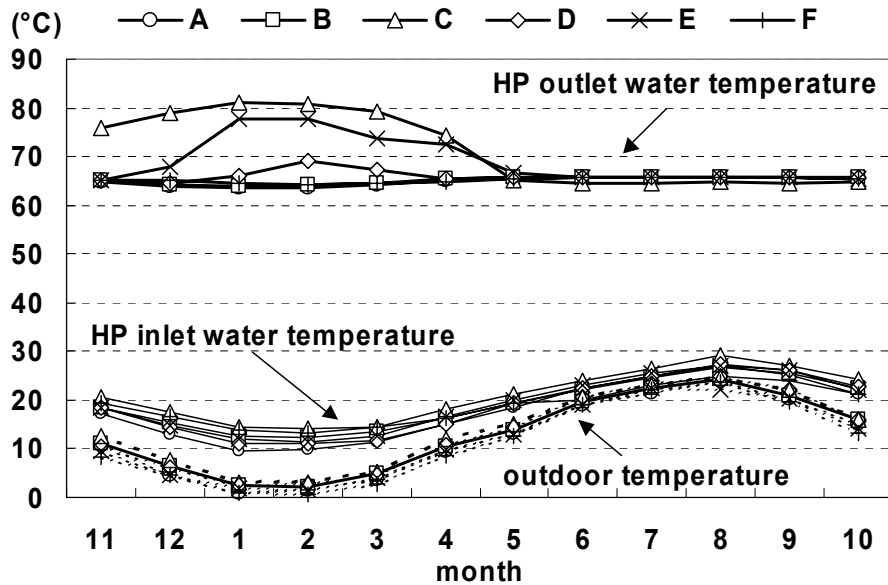 (°C) A B C D E F
90
HP outlet water temperature
80
70
60
50
40
HP inlet water temperature
30
20
10
outdoor temperature
0
11 12 1 2 3 4 5 6 7 8 9 10
month